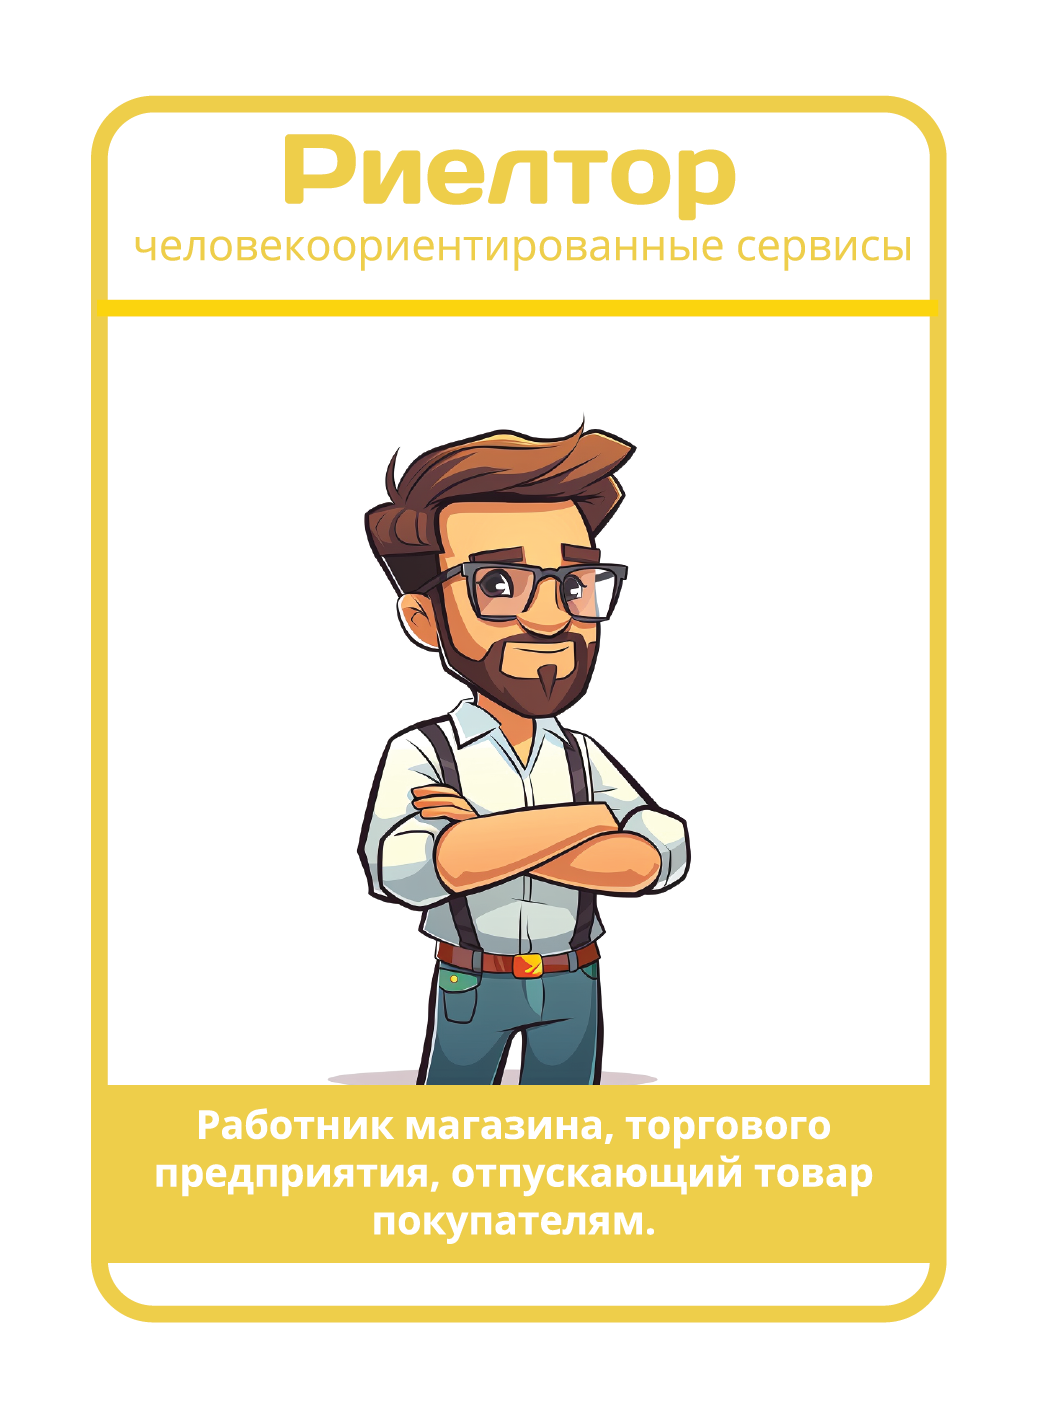 Риелтор
человекоориентированные сервисы
Работник магазина, торгового
предприятия, отпускающий товар
покупателям.